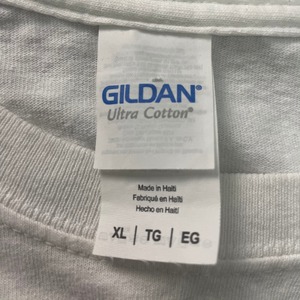 GILDAN®
Ultra Cotton®
Made in Haiti
Fabriqué en Haïti
Hecho en Haití
XL | TG | EG